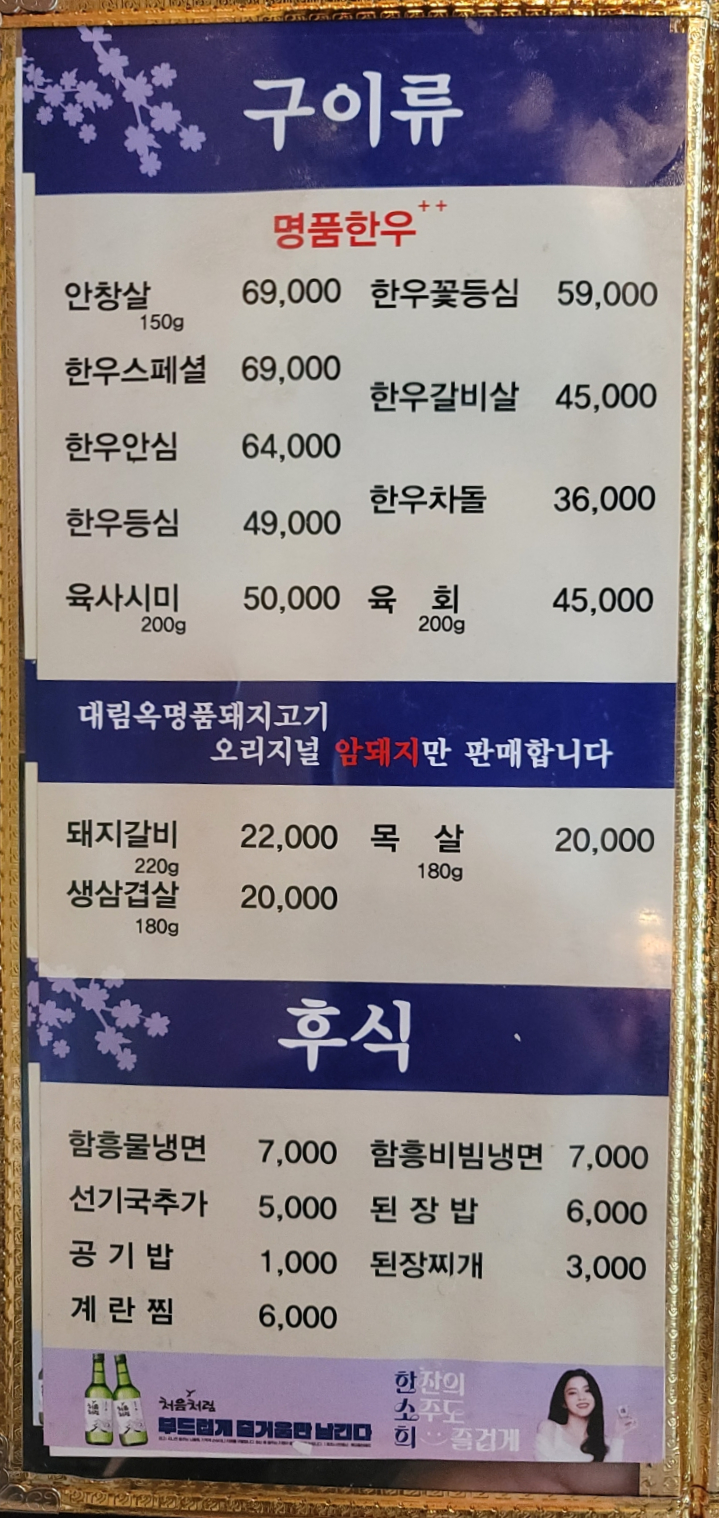 구이류
명품한우++
안창살 69,000 한우꽃등심 59,000
150g
한우스페셜 69,000
한우갈비살 45,000
한우안심 64,000
한우차돌 36,000
한우등심 49,000
육사시미 50,000 육 회 45,000
200g 200g
대림옥명품돼지고기
오리지널 암돼지만 판매합니다
돼지갈비 22,000 목 살 20,000
220g 180g
생삼겹살 20,000
180g
후식
함흥물냉면 7,000 함흥비빔냉면 7,000
선기국추가 5,000 된 장 밥 6,000
공 기 밥 1,000 된장찌개 3,000
계 란 찜 6,000
처음처럼
부드럽게 즐거움만 남긴다
한잔의
소주도
희 즐겁게